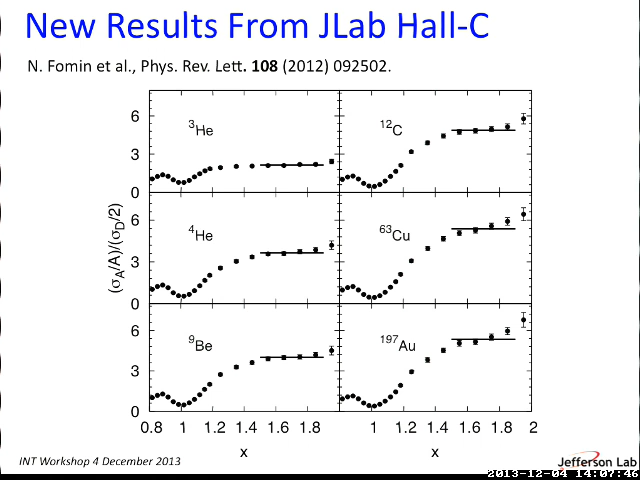 New Results From JLab Hall-C
N. Fomin et al., Phys. Rev. Lett. 108 (2012) 092502.
(σA/A)/(σD/2)
6
3
0
³He
¹²C
6
3
0
⁴He
⁶³Cu
6
3
0
⁹Be
¹⁹⁷Au
0.8 1 1.2 1.4 1.6 1.8 1 1.2 1.4 1.6 1.8 2
x x
INT Workshop 4 December 2013
Jefferson Lab
2013-12-04 14:07:46